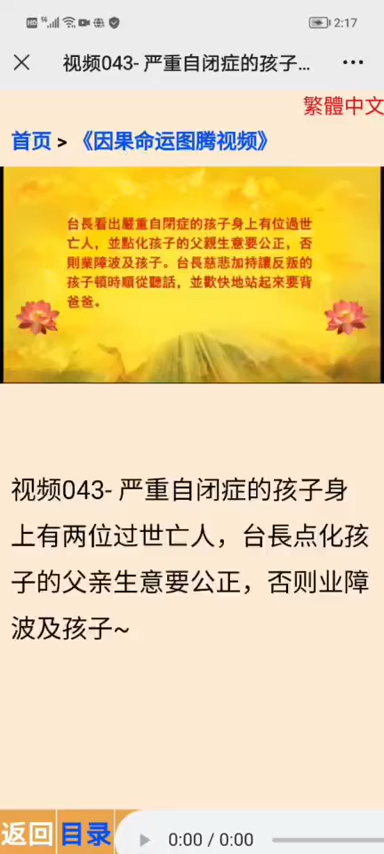 HD 5G 2:17
视频043- 严重自闭症的孩子...
繁體中文
首页 > 《因果命运图腾视频》
台長看出嚴重自閉症的孩子身上有位過世
亡人，並點化孩子的父親生意要公正，否
則業障波及孩子。台長慈悲加持讓反叛的
孩子頓時順從聽話，並歡快地站起來要背
爸爸。
视频043- 严重自闭症的孩子身
上有两位过世亡人，台長点化孩
子的父亲生意要公正，否则业障
波及孩子~
返回 目录 0:00 / 0:00